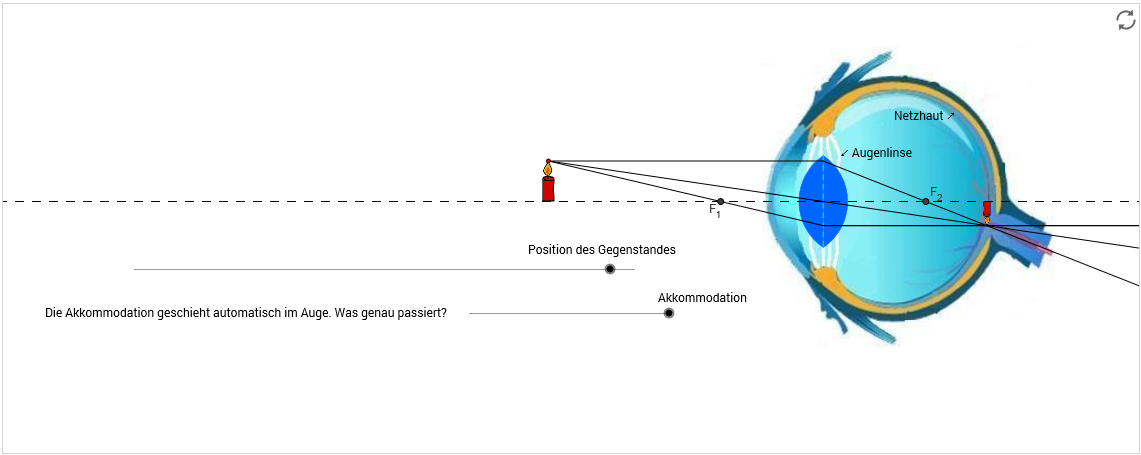 Netzhaut ↗
↙ Augenlinse
F2
F1
Position des Gegenstandes
Akkommodation
Die Akkommodation geschieht automatisch im Auge. Was genau passiert?